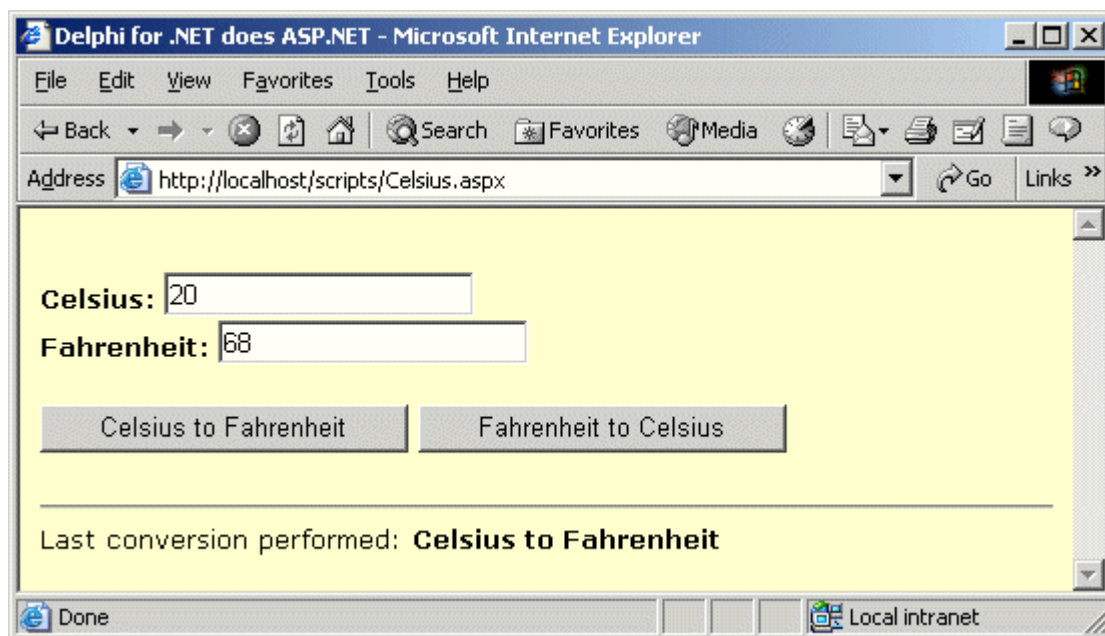 Delphi for .NET does ASP.NET - Microsoft Internet Explorer
File Edit View Favorites Tools Help
Back Search Favorites Media
Address http://localhost/scripts/Celsius.aspx Go Links »
Celsius: 20
Fahrenheit: 68
Celsius to Fahrenheit Fahrenheit to Celsius
Last conversion performed: Celsius to Fahrenheit
Done Local intranet